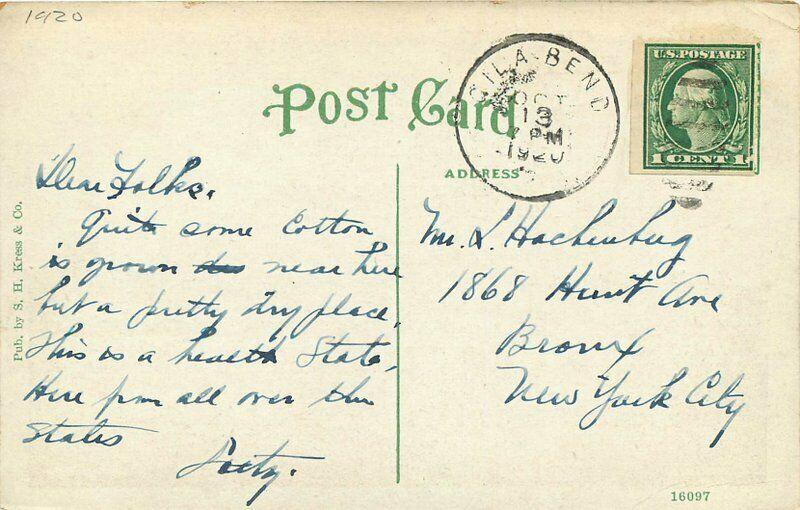 1920
Post Card
GILA BEND
OCT
13
PM
1920
U.S. POSTAGE
1 CENT 1
ADDRESS
Pub. by S. H. Kress & Co.
Dear Folks.
Quite some Cotton
is grown near here
but a pretty dry place.
This is a health State,
Here from all over the
States
Mr. L. Hachenburg
1868 Hunt Ave
Bronx
New York City
16097